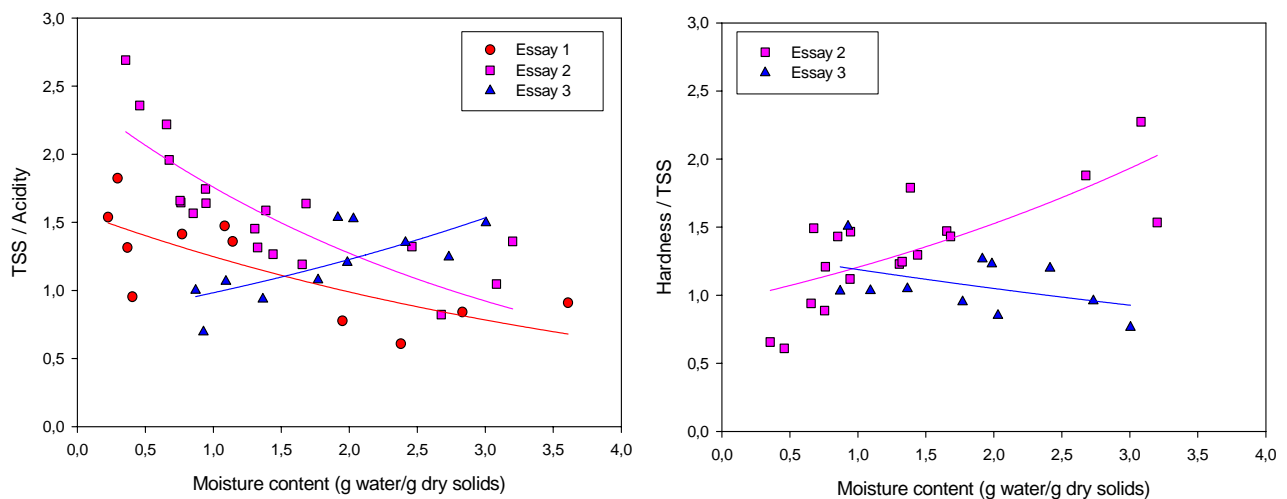 3,0
2,5
2,0
1,5
1,0
0,5
0,0
TSS / Acidity
Essay 1
Essay 2
Essay 3
0,0 0,5 1,0 1,5 2,0 2,5 3,0 3,5 4,0
Moisture content (g water/g dry solids)
3,0
2,5
2,0
1,5
1,0
0,5
0,0
Hardness / TSS
Essay 2
Essay 3
0,0 0,5 1,0 1,5 2,0 2,5 3,0 3,5 4,0
Moisture content (g water/g dry solids)